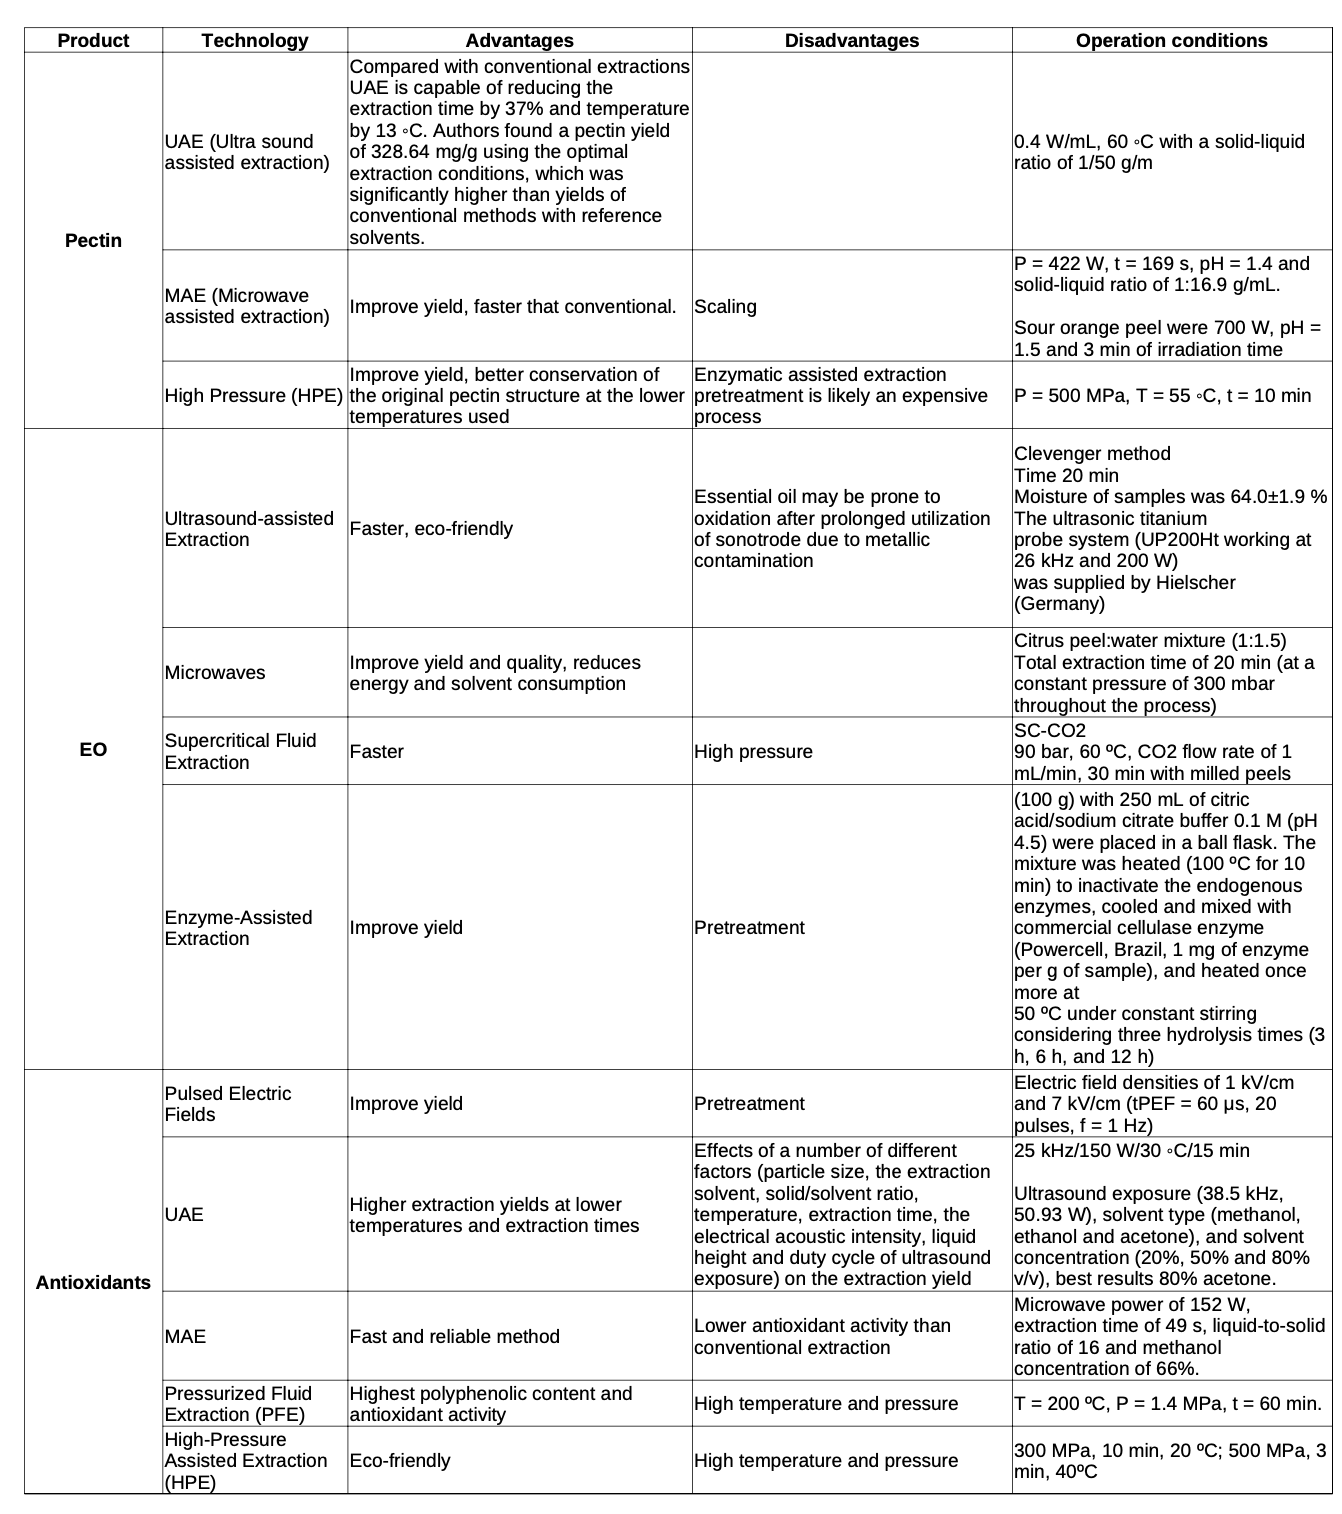 Product
Technology
Advantages
Disadvantages
Operation conditions
Pectin
UAE (Ultra sound
assisted extraction)
Compared with conventional extractions
UAE is capable of reducing the
extraction time by 37% and temperature
by 13 ◦C. Authors found a pectin yield
of 328.64 mg/g using the optimal
extraction conditions, which was
significantly higher than yields of
conventional methods with reference
solvents.
0.4 W/mL, 60 ◦C with a solid-liquid
ratio of 1/50 g/m
MAE (Microwave
assisted extraction)
Improve yield, faster that conventional.
Scaling
P = 422 W, t = 169 s, pH = 1.4 and
solid-liquid ratio of 1:16.9 g/mL.
Sour orange peel were 700 W, pH =
1.5 and 3 min of irradiation time
High Pressure (HPE)
Improve yield, better conservation of
the original pectin structure at the lower
temperatures used
Enzymatic assisted extraction
pretreatment is likely an expensive
process
P = 500 MPa, T = 55 ◦C, t = 10 min
EO
Ultrasound-assisted
Extraction
Faster, eco-friendly
Essential oil may be prone to
oxidation after prolonged utilization
of sonotrode due to metallic
contamination
Clevenger method
Time 20 min
Moisture of samples was 64.0±1.9 %
The ultrasonic titanium
probe system (UP200Ht working at
26 kHz and 200 W)
was supplied by Hielscher
(Germany)
Microwaves
Improve yield and quality, reduces
energy and solvent consumption
Citrus peel:water mixture (1:1.5)
Total extraction time of 20 min (at a
constant pressure of 300 mbar
throughout the process)
Supercritical Fluid
Extraction
Faster
High pressure
SC-CO2
90 bar, 60 ºC, CO2 flow rate of 1
mL/min, 30 min with milled peels
Enzyme-Assisted
Extraction
Improve yield
Pretreatment
(100 g) with 250 mL of citric
acid/sodium citrate buffer 0.1 M (pH
4.5) were placed in a ball flask. The
mixture was heated (100 ºC for 10
min) to inactivate the endogenous
enzymes, cooled and mixed with
commercial cellulase enzyme
(Powercell, Brazil, 1 mg of enzyme
per g of sample), and heated once
more at
50 ºC under constant stirring
considering three hydrolysis times (3
h, 6 h, and 12 h)
Antioxidants
Pulsed Electric
Fields
Improve yield
Pretreatment
Electric field densities of 1 kV/cm
and 7 kV/cm (tPEF = 60 µs, 20
pulses, f = 1 Hz)
UAE
Higher extraction yields at lower
temperatures and extraction times
Effects of a number of different
factors (particle size, the extraction
solvent, solid/solvent ratio,
temperature, extraction time, the
electrical acoustic intensity, liquid
height and duty cycle of ultrasound
exposure) on the extraction yield
25 kHz/150 W/30 ◦C/15 min
Ultrasound exposure (38.5 kHz,
50.93 W), solvent type (methanol,
ethanol and acetone), and solvent
concentration (20%, 50% and 80%
v/v), best results 80% acetone.
MAE
Fast and reliable method
Lower antioxidant activity than
conventional extraction
Microwave power of 152 W,
extraction time of 49 s, liquid-to-solid
ratio of 16 and methanol
concentration of 66%.
Pressurized Fluid
Extraction (PFE)
Highest polyphenolic content and
antioxidant activity
High temperature and pressure
T = 200 ºC, P = 1.4 MPa, t = 60 min.
High-Pressure
Assisted Extraction
(HPE)
Eco-friendly
High temperature and pressure
300 MPa, 10 min, 20 ºC; 500 MPa, 3
min, 40ºC